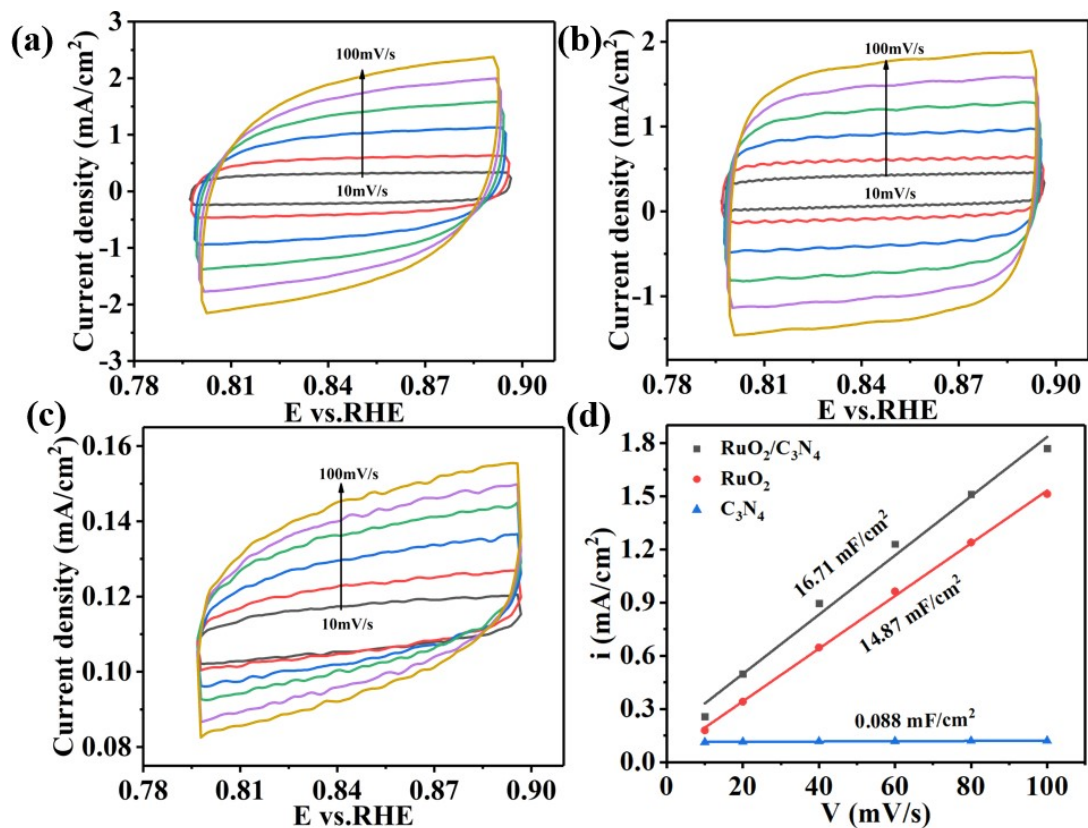 (a)
Current density (mA/cm²)
3
2
1
0
-1
-2
-3
100mV/s
10mV/s
0.78 0.81 0.84 0.87 0.90
E vs.RHE
(b)
Current density (mA/cm²)
2
1
0
-1
100mV/s
10mV/s
0.78 0.81 0.84 0.87 0.90
E vs.RHE
(c)
Current density (mA/cm²)
0.16
0.14
0.12
0.10
0.08
100mV/s
10mV/s
0.78 0.81 0.84 0.87 0.90
E vs.RHE
(d)
i (mA/cm²)
1.8
1.5
1.2
0.9
0.6
0.3
0.0
RuO₂/C₃N₄
RuO₂
C₃N₄
16.71 mF/cm²
14.87 mF/cm²
0.088 mF/cm²
20 40 60 80 100
V (mV/s)